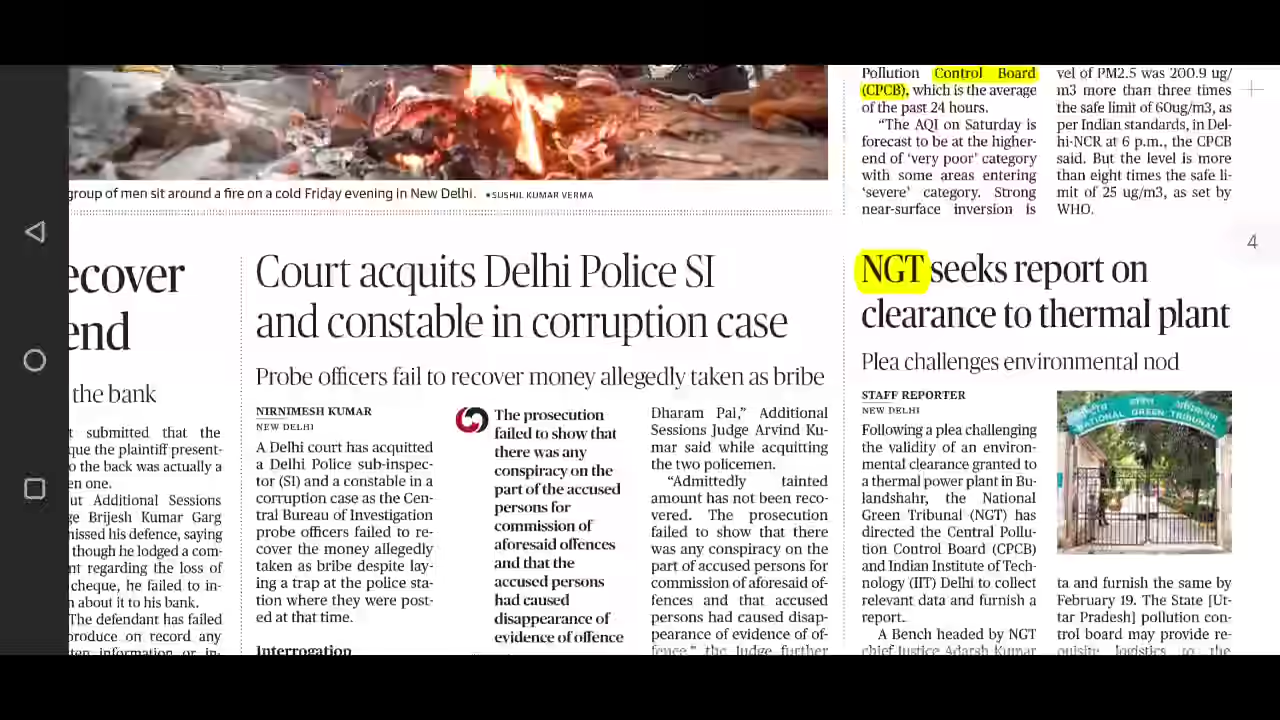 group of men sit around a fire on a cold Friday evening in New Delhi. •SUSHIL KUMAR VERMA
Pollution Control Board
(CPCB), which is the average
of the past 24 hours.
“The AQI on Saturday is
forecast to be at the higher-
end of ‘very poor’ category
with some areas entering
‘severe’ category. Strong
near-surface inversion is
vel of PM2.5 was 200.9 ug/
m3 more than three times
the safe limit of 60ug/m3, as
per Indian standards, in Del-
hi-NCR at 6 p.m., the CPCB
said. But the level is more
than eight times the safe li-
mit of 25 ug/m3, as set by
WHO.
4
ecover
end
the bank
t submitted that the
que the plaintiff present-
o the back was actually a
en one.
ut Additional Sessions
ge Brijesh Kumar Garg
nissed his defence, saying
though he lodged a com-
nt regarding the loss of
cheque, he failed to in-
n about it to his bank.
The defendant has failed
produce on record any
ten information or in-
Court acquits Delhi Police SI
and constable in corruption case
Probe officers fail to recover money allegedly taken as bribe
NIRNIMESH KUMAR
NEW DELHI
A Delhi court has acquitted
a Delhi Police sub-inspec-
tor (SI) and a constable in a
corruption case as the Cen-
tral Bureau of Investigation
probe officers failed to re-
cover the money allegedly
taken as bribe despite lay-
ing a trap at the police sta-
tion where they were post-
ed at that time.
Interrogation
The prosecution
failed to show that
there was any
conspiracy on the
part of the accused
persons for
commission of
aforesaid offences
and that the
accused persons
had caused
disappearance of
evidence of offence
Dharam Pal,” Additional
Sessions Judge Arvind Ku-
mar said while acquitting
the two policemen.
“Admittedly tainted
amount has not been reco-
vered. The prosecution
failed to show that there
was any conspiracy on the
part of accused persons for
commission of aforesaid of-
fences and that accused
persons had caused disap-
pearance of evidence of of-
fence,” the judge further
NGT seeks report on
clearance to thermal plant
Plea challenges environmental nod
STAFF REPORTER
NEW DELHI
Following a plea challenging
the validity of an environ-
mental clearance granted to
a thermal power plant in Bu-
landshahr, the National
Green Tribunal (NGT) has
directed the Central Pollu-
tion Control Board (CPCB)
and Indian Institute of Tech-
nology (IIT) Delhi to collect
relevant data and furnish a
report.
A Bench headed by NGT
chief Justice Adarsh Kumar
NATIONAL GREEN TRIBUNAL
ta and furnish the same by
February 19. The State [Ut-
tar Pradesh] pollution con-
trol board may provide re-
quisite logistics to the